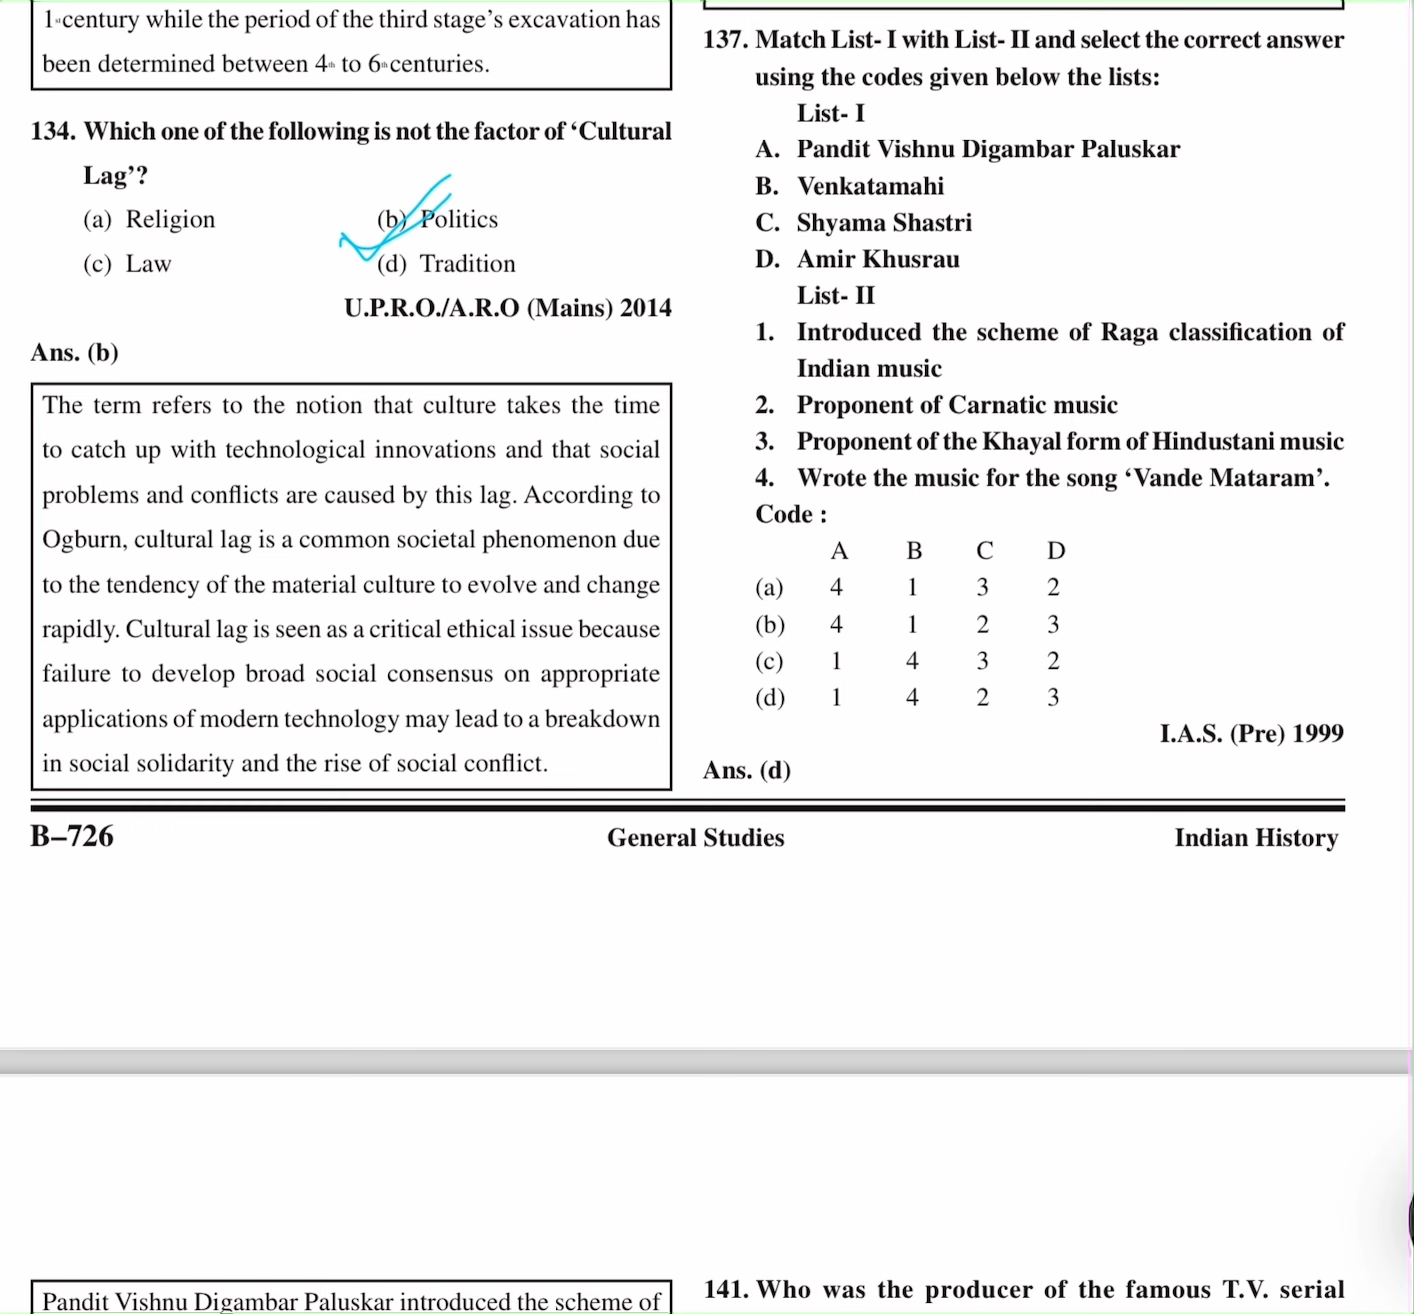 1st century while the period of the third stage’s excavation has
been determined between 4th to 6th centuries.
134. Which one of the following is not the factor of ‘Cultural
Lag’?
(a) Religion (b) Politics
(c) Law (d) Tradition
U.P.R.O./A.R.O (Mains) 2014
Ans. (b)
The term refers to the notion that culture takes the time
to catch up with technological innovations and that social
problems and conflicts are caused by this lag. According to
Ogburn, cultural lag is a common societal phenomenon due
to the tendency of the material culture to evolve and change
rapidly. Cultural lag is seen as a critical ethical issue because
failure to develop broad social consensus on appropriate
applications of modern technology may lead to a breakdown
in social solidarity and the rise of social conflict.
137. Match List- I with List- II and select the correct answer
using the codes given below the lists:
List- I
A. Pandit Vishnu Digambar Paluskar
B. Venkatamahi
C. Shyama Shastri
D. Amir Khusrau
List- II
1. Introduced the scheme of Raga classification of
Indian music
2. Proponent of Carnatic music
3. Proponent of the Khayal form of Hindustani music
4. Wrote the music for the song ‘Vande Mataram’.
Code :
A B C D
(a) 4 1 3 2
(b) 4 1 2 3
(c) 1 4 3 2
(d) 1 4 2 3
I.A.S. (Pre) 1999
Ans. (d)
B–726 General Studies Indian History
Pandit Vishnu Digambar Paluskar introduced the scheme of
141. Who was the producer of the famous T.V. serial